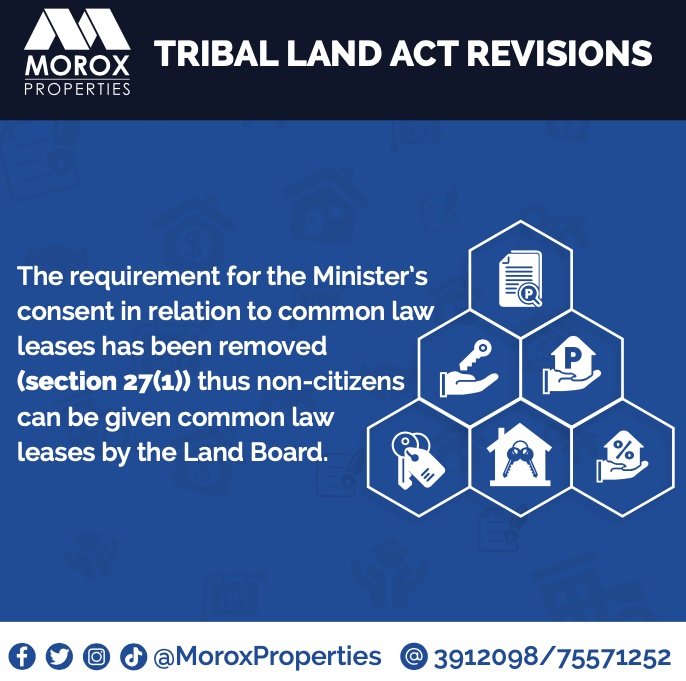 MOROX
PROPERTIES
TRIBAL LAND ACT REVISIONS
The requirement for the Minister's
consent in relation to common law
leases has been removed
(section 27(1)) thus non-citizens
can be given common law
leases by the Land Board.
P
P
%
@MoroxProperties
@ 3912098/75571252